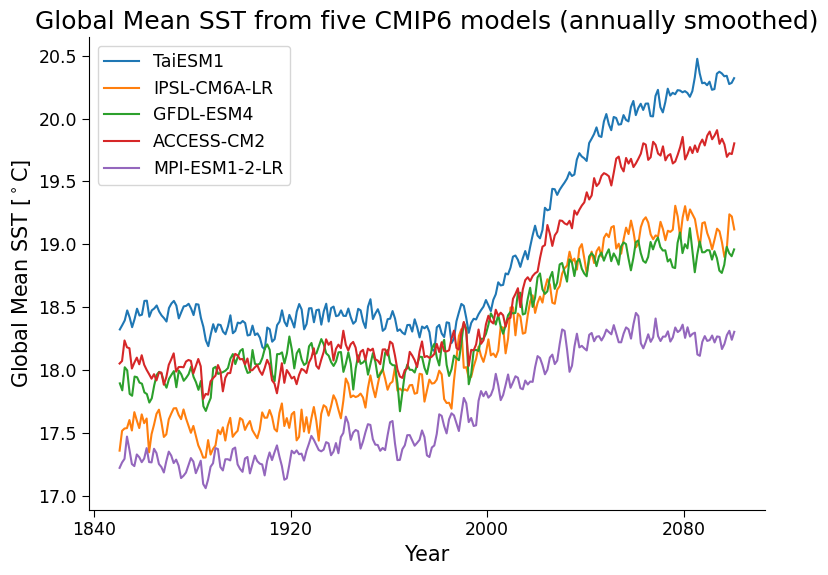 Global Mean SST from five CMIP6 models (annually smoothed)
20.5
20.0
19.5
19.0
18.5
18.0
17.5
17.0
Global Mean SST [$^\circ$C]
TaiESM1
IPSL-CM6A-LR
GFDL-ESM4
ACCESS-CM2
MPI-ESM1-2-LR
1840
1920
2000
2080
Year